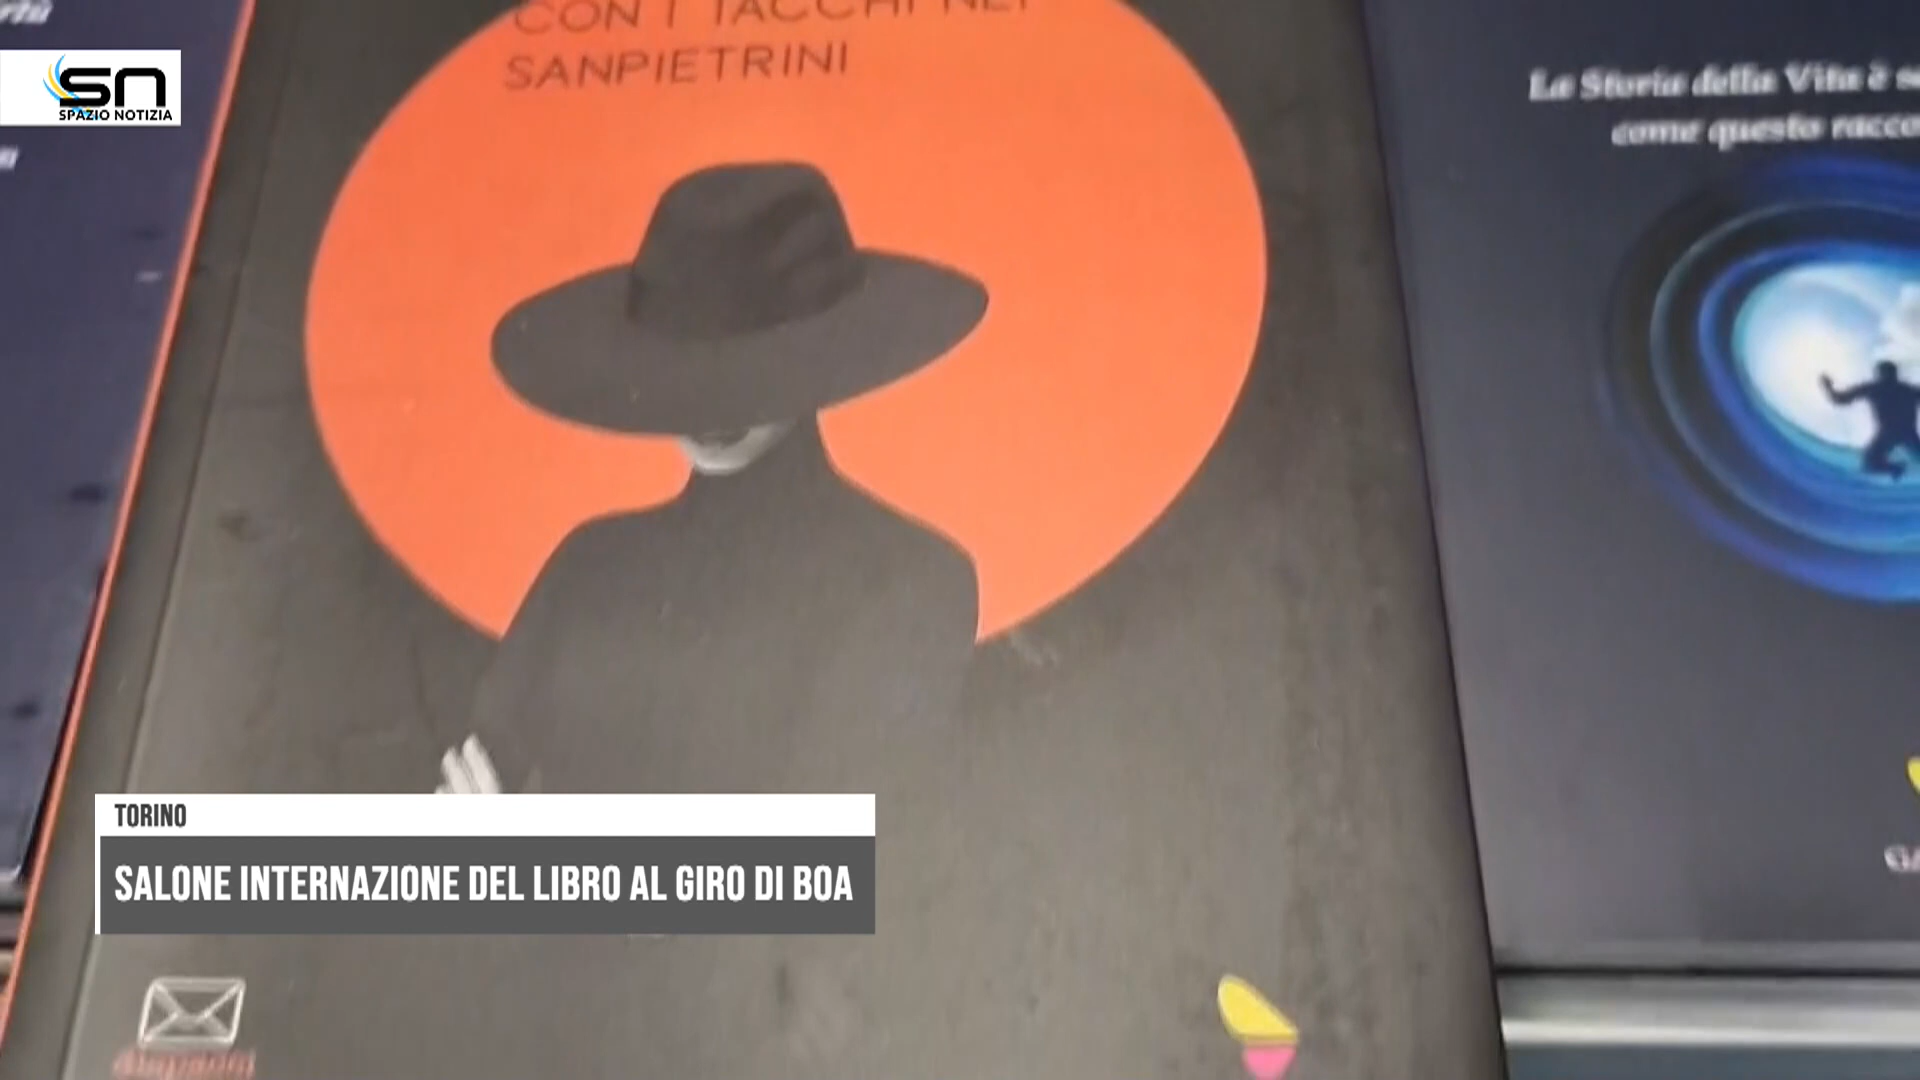 CON I TACCHI NEI
SANPIETRINI
SN
SPAZIO NOTIZIA
La Storia della Vita è
come questo
TORINO
SALONE INTERNAZIONE DEL LIBRO AL GIRO DI BOA